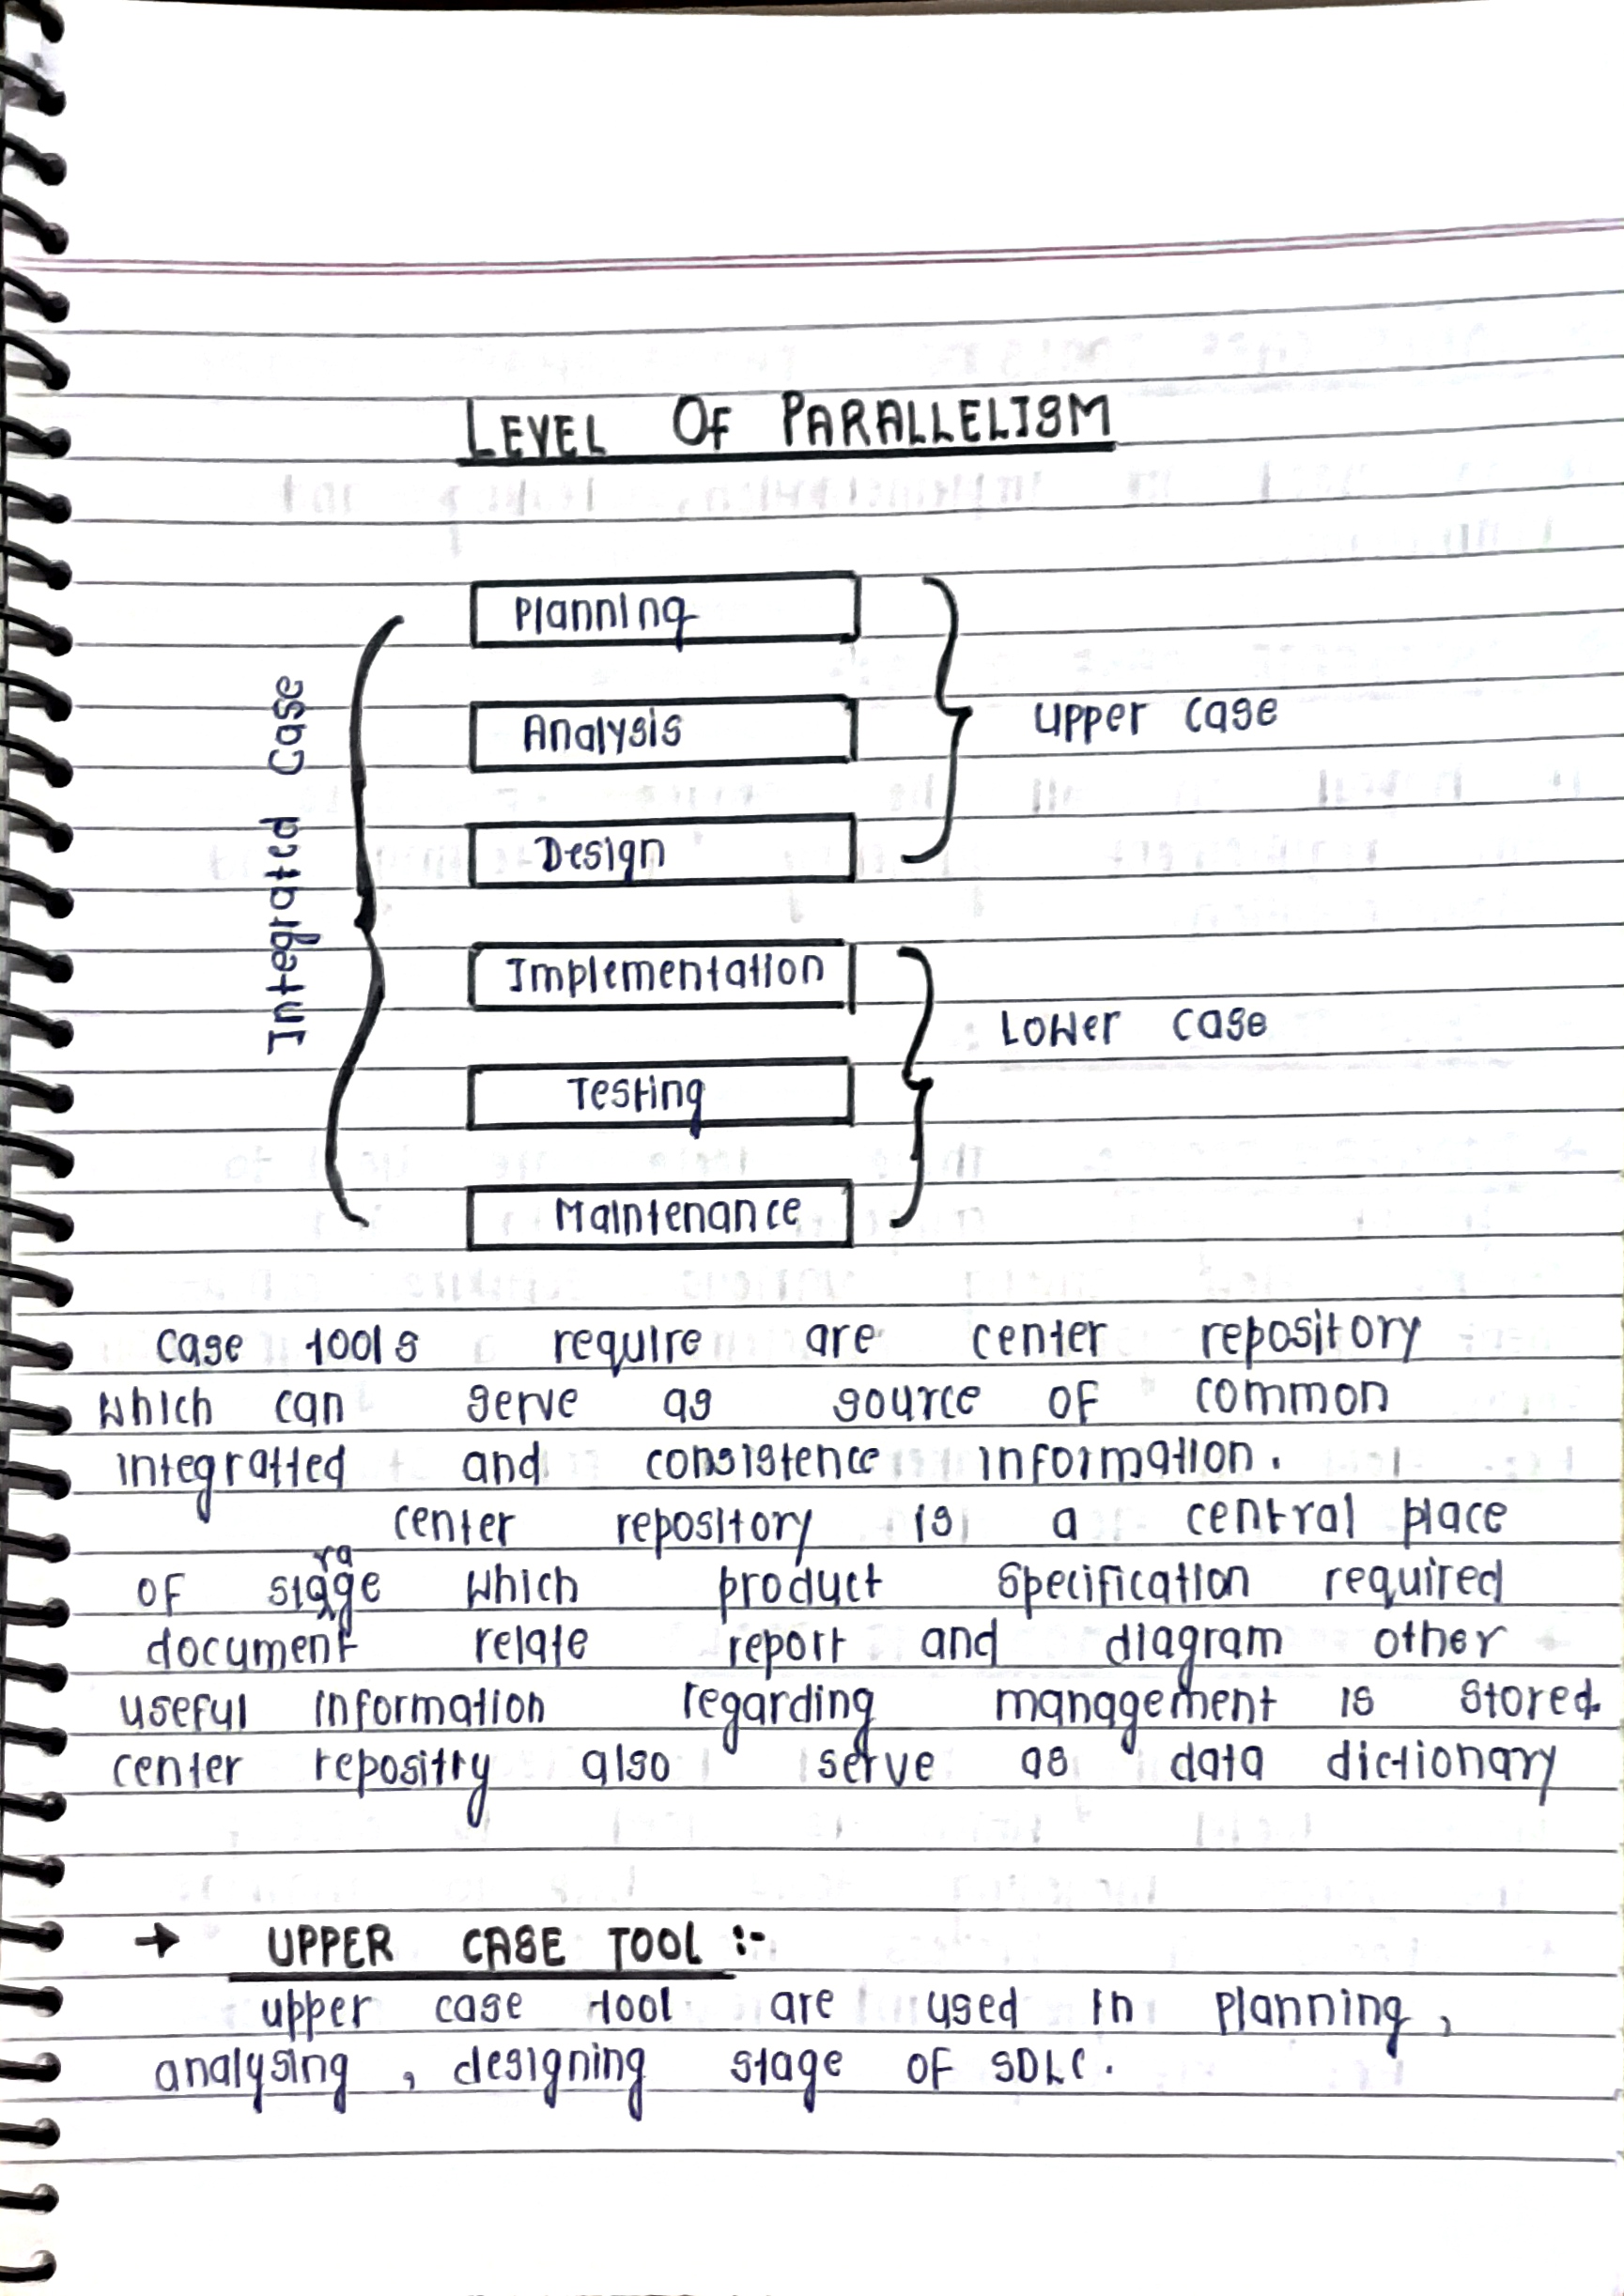 LEVEL OF PARALLELISM
Planning
Analysis
upper case
Design
Integrated Case
Implementation
Lower case
Testing
Maintenance
case tools require are center repository
which can serve as source of common
integratted and consistence information.
center repository is a central place
of storage which product specification required
document relate report and diagram other
useful information regarding management is stored.
center repositry also serve as data dictionary
→ UPPER CASE TOOL :-
upper case tool are used in planning,
analysing, designing stage of SDLC.